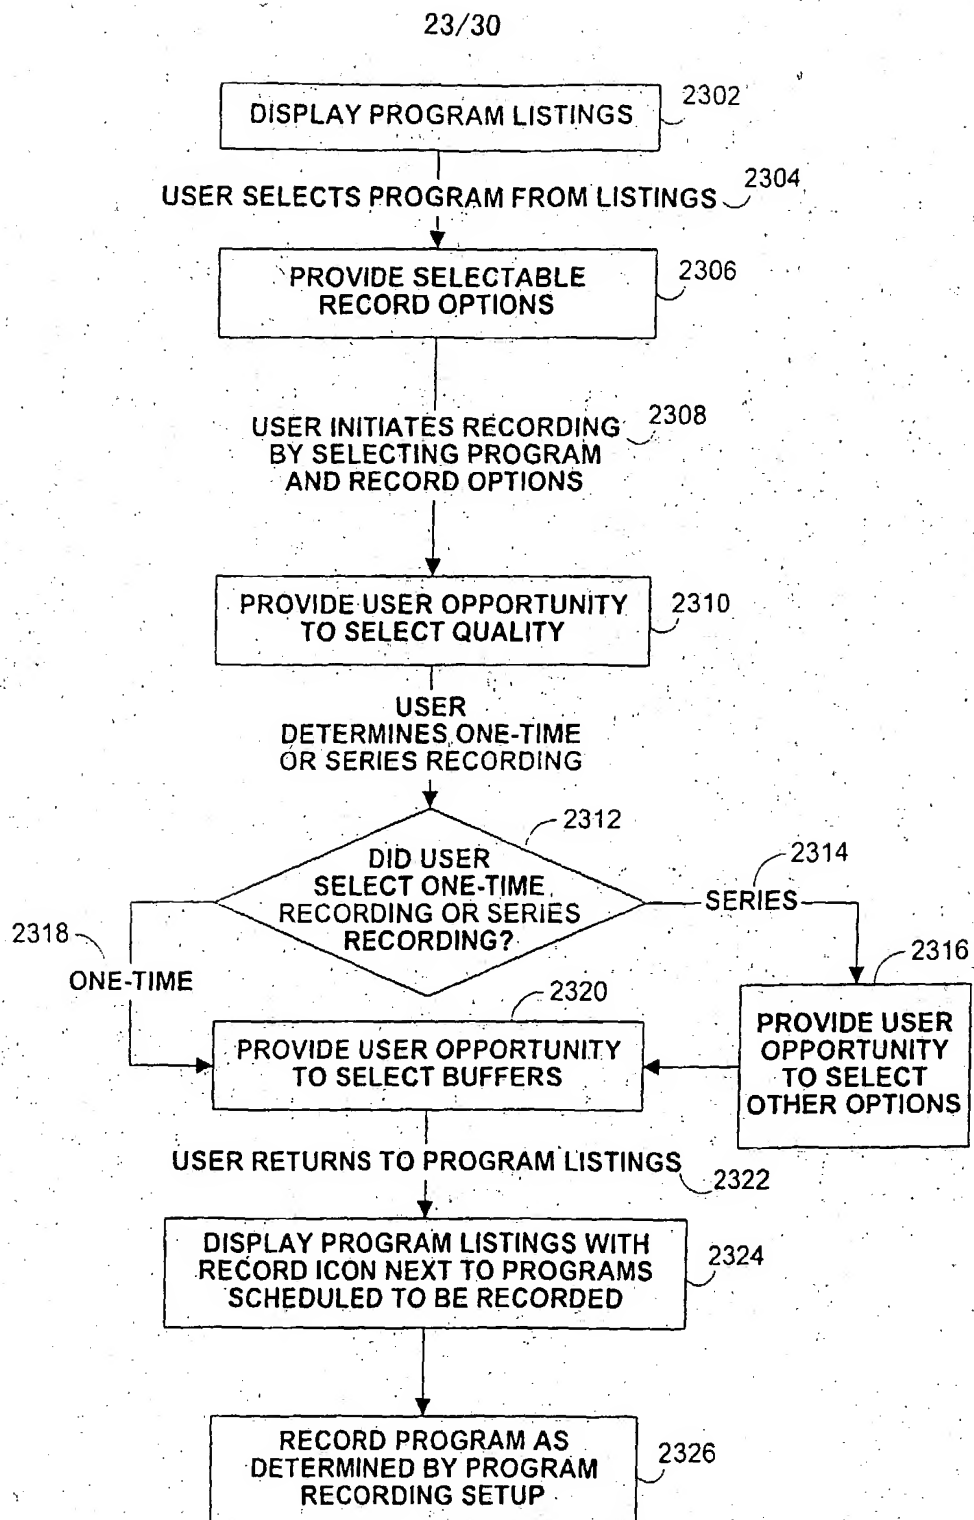 23/30
DISPLAY PROGRAM LISTINGS
2302
USER SELECTS PROGRAM FROM LISTINGS
2304
PROVIDE SELECTABLE
RECORD OPTIONS
2306
USER INITIATES RECORDING
BY SELECTING PROGRAM
AND RECORD OPTIONS
2308
PROVIDE USER OPPORTUNITY
TO SELECT QUALITY
2310
USER
DETERMINES ONE-TIME
OR SERIES RECORDING
DID USER
SELECT ONE-TIME
RECORDING OR SERIES
RECORDING?
2312
SERIES
2314
2318
ONE-TIME
PROVIDE USER
OPPORTUNITY
TO SELECT
OTHER OPTIONS
2316
PROVIDE USER OPPORTUNITY
TO SELECT BUFFERS
2320
USER RETURNS TO PROGRAM LISTINGS
2322
DISPLAY PROGRAM LISTINGS WITH
RECORD ICON NEXT TO PROGRAMS
SCHEDULED TO BE RECORDED
2324
RECORD PROGRAM AS
DETERMINED BY PROGRAM
RECORDING SETUP
2326